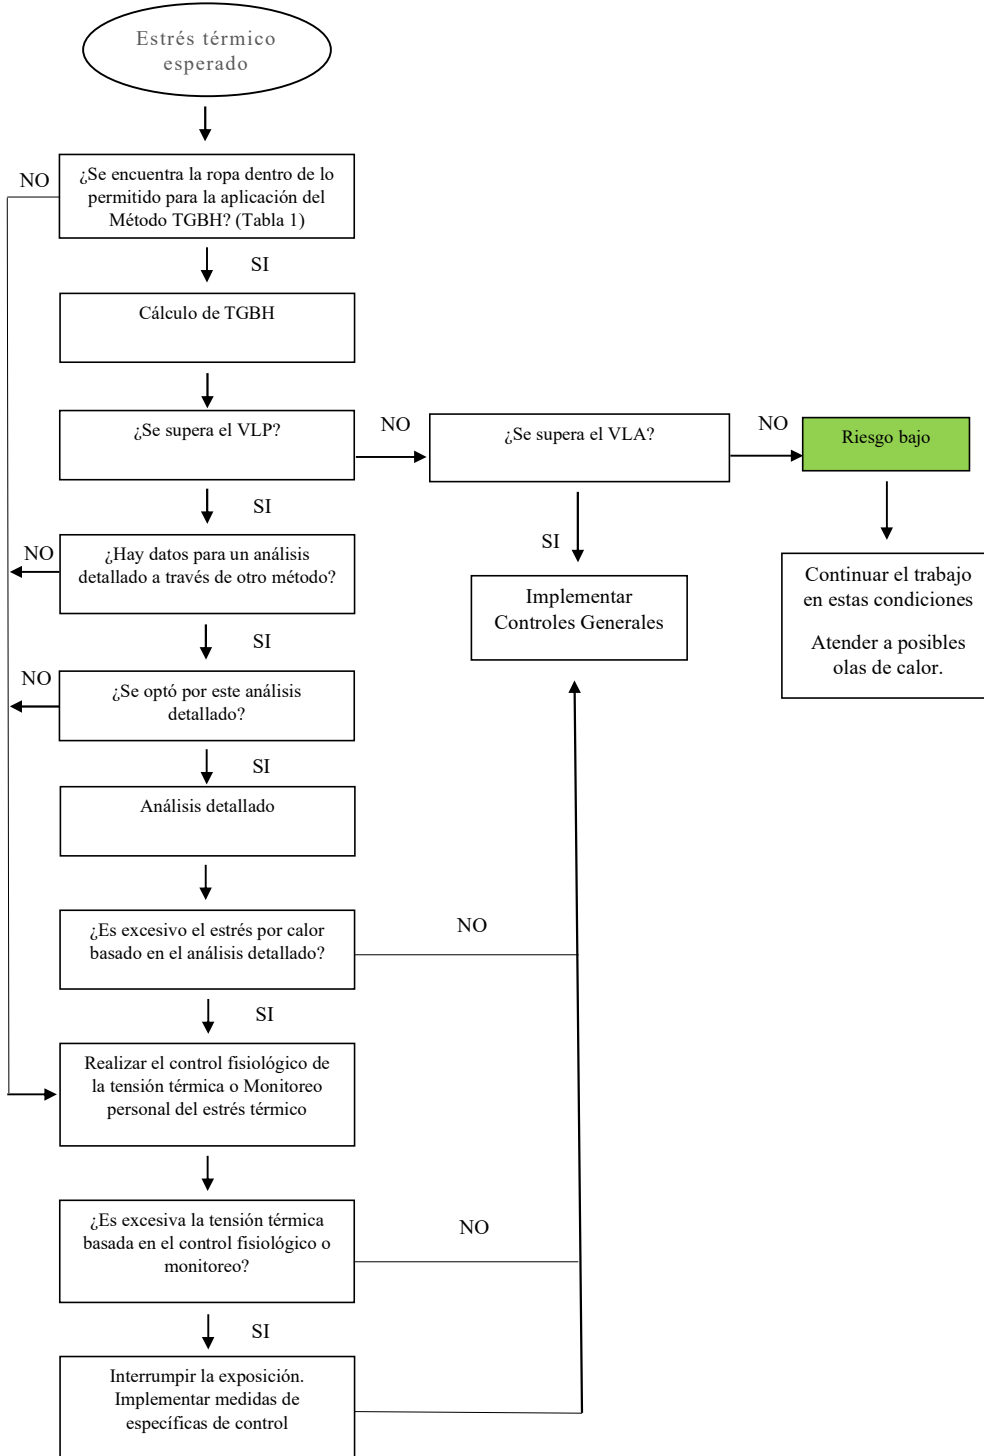 Estrés térmico
esperado
NO
¿Se encuentra la ropa dentro de lo
permitido para la aplicación del
Método TGBH? (Tabla 1)
SI
Cálculo de TGBH
¿Se supera el VLP?
NO
¿Se supera el VLA?
NO
Riesgo bajo
SI
SI
NO
¿Hay datos para un análisis
detallado a través de otro método?
Implementar
Controles Generales
Continuar el trabajo
en estas condiciones
Atender a posibles
olas de calor.
SI
NO
¿Se optó por este análisis
detallado?
SI
Análisis detallado
¿Es excesivo el estrés por calor
basado en el análisis detallado?
NO
SI
Realizar el control fisiológico de
la tensión térmica o Monitoreo
personal del estrés térmico
¿Es excesiva la tensión térmica
basada en el control fisiológico o
monitoreo?
NO
SI
Interrumpir la exposición.
Implementar medidas de
específicas de control